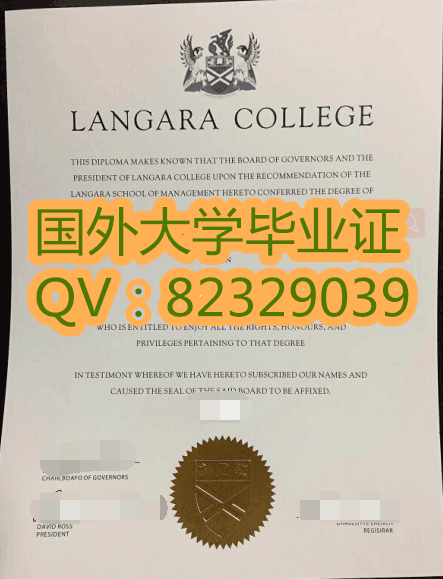 LANGARA COLLEGE
THIS DIPLOMA MAKES KNOWN THAT THE BOARD OF GOVERNORS AND THE
PRESIDENT OF LANGARA COLLEGE UPON THE RECOMMENDATION OF THE
LANGARA SCHOOL OF MANAGEMENT HERETO CONFERRED THE DEGREE OF
国外大学毕业证
QV：82329039
WHO IS ENTITLED TO ENJOY ALL THE RIGHTS, HONOURS, AND
PRIVILEGES PERTAINING TO THAT DEGREE
IN TESTIMONY WHEREOF WE HAVE HERETO SUBSCRIBED OUR NAMES AND
CAUSED THE SEAL OF THE SAID BOARD TO BE AFFIXED.
CHAIR, BOARD OF GOVERNORS
DAVID ROSS
PRESIDENT
REGISTRAR